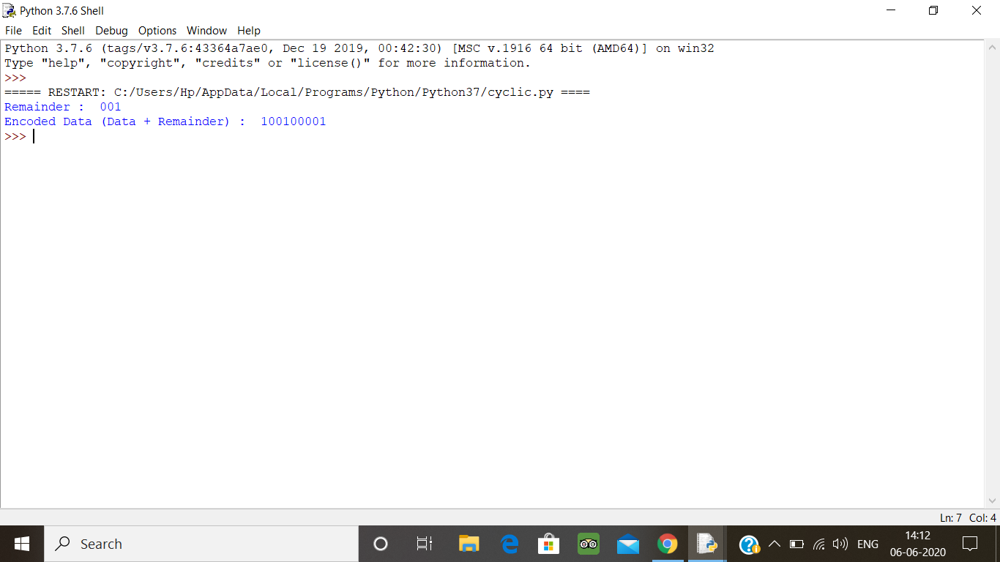 Python 3.7.6 Shell
File Edit Shell Debug Options Window Help
Python 3.7.6 (tags/v3.7.6:43364a7ae0, Dec 19 2019, 00:42:30) [MSC v.1916 64 bit (AMD64)] on win32
Type "help", "copyright", "credits" or "license()" for more information.
>>>
===== RESTART: C:/Users/Hp/AppData/Local/Programs/Python/Python37/cyclic.py ====
Remainder :  001
Encoded Data (Data + Remainder) :  100100001
>>>
Ln: 7 Col: 4
Search
ENG
14:12
06-06-2020